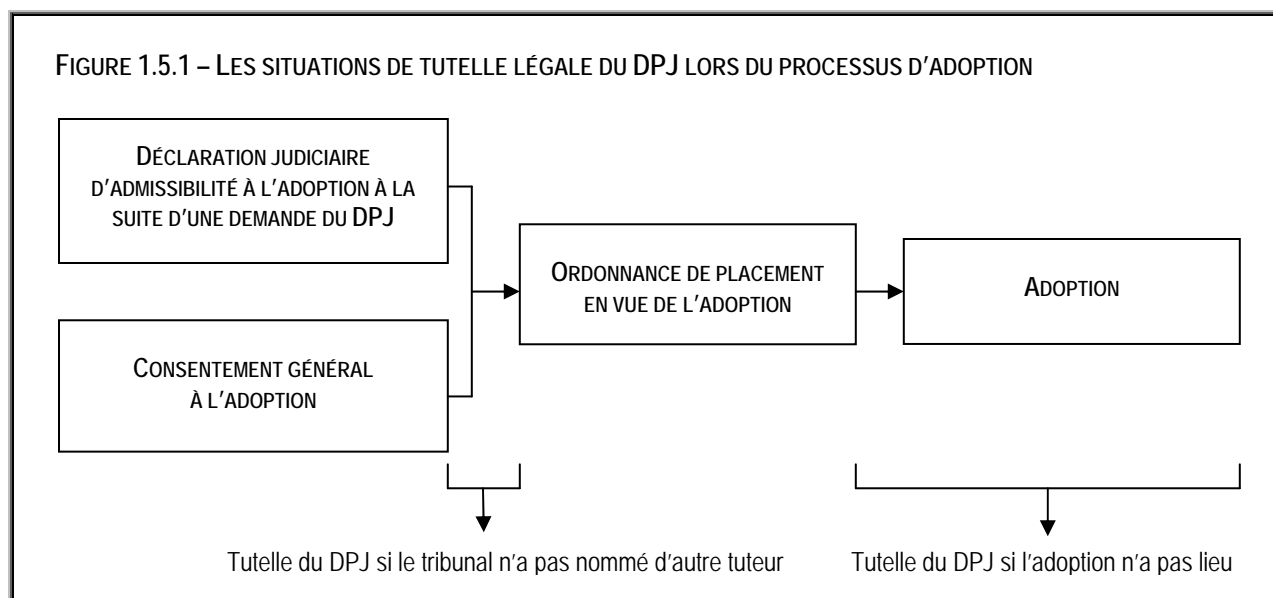 FIGURE 1.5.1 – LES SITUATIONS DE TUTELLE LÉGALE DU DPJ LORS DU PROCESSUS D'ADOPTION
DÉCLARATION JUDICIAIRE
D'ADMISSIBILITÉ À L'ADOPTION À LA
SUITE D'UNE DEMANDE DU DPJ
CONSENTEMENT GÉNÉRAL
À L'ADOPTION
ORDONNANCE DE PLACEMENT
EN VUE DE L'ADOPTION
ADOPTION
Tutelle du DPJ si le tribunal n'a pas nommé d'autre tuteur
Tutelle du DPJ si l'adoption n'a pas lieu